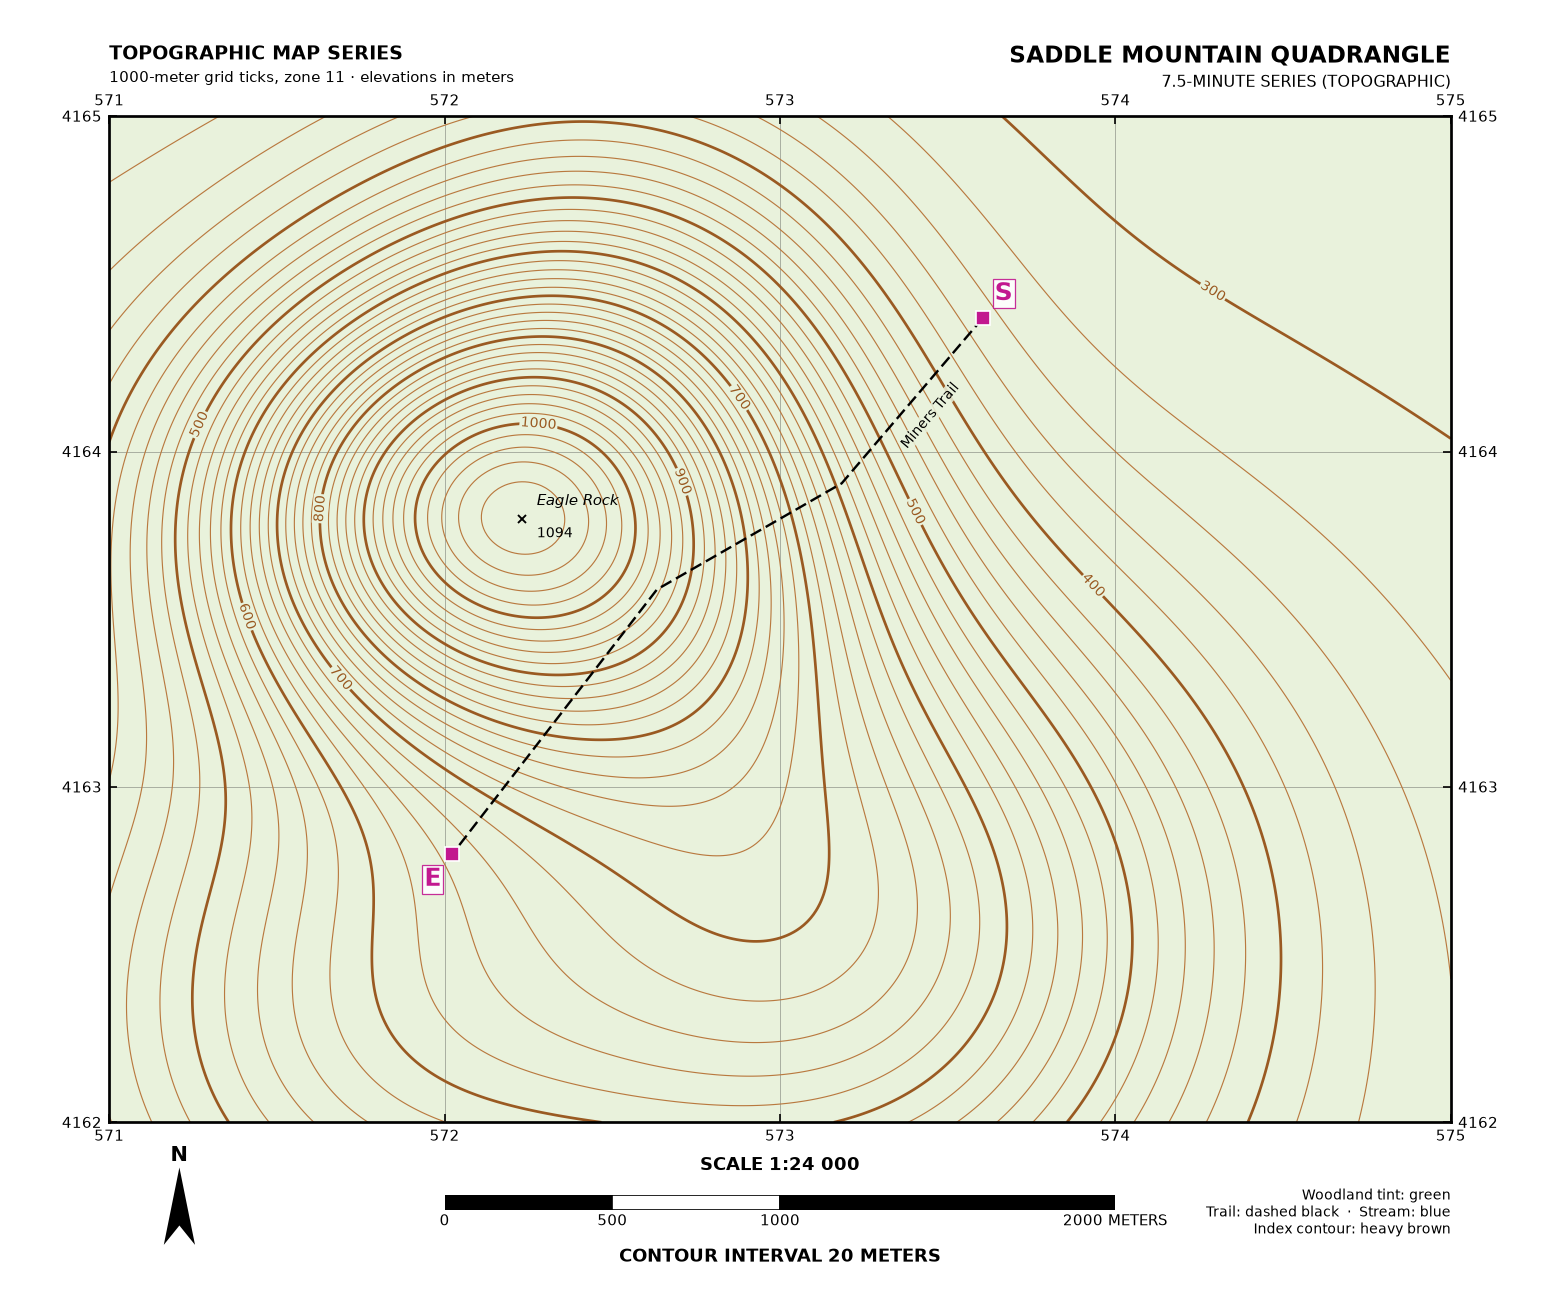 TOPOGRAPHIC MAP SERIES
1000-meter grid ticks, zone 11 · elevations in meters
SADDLE MOUNTAIN QUADRANGLE
7.5-MINUTE SERIES (TOPOGRAPHIC)
571 572 573 574 575
4165 4165
S
300
700
Miners Trail
500
1000
4164 4164
900
Eagle Rock
1094
800
500
400
600
700
4163 4163
E
4162 4162
571 572 573 574 575
N
SCALE 1:24 000
0 500 1000 2000 METERS
CONTOUR INTERVAL 20 METERS
Woodland tint: green
Trail: dashed black · Stream: blue
Index contour: heavy brown